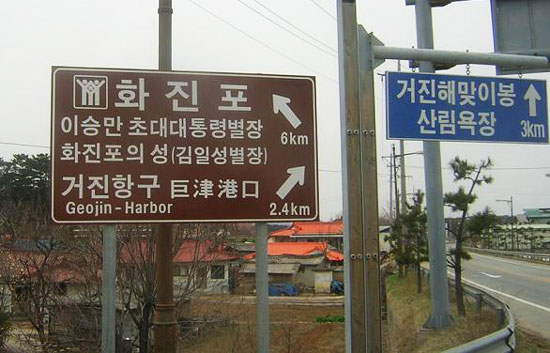 화진포
이승만 초대대통령별장
6km
화진포의 성(김일성별장)
거진항구 巨津港口
Geojin-Harbor
2.4km
거진해맞이봉
산림욕장
3km